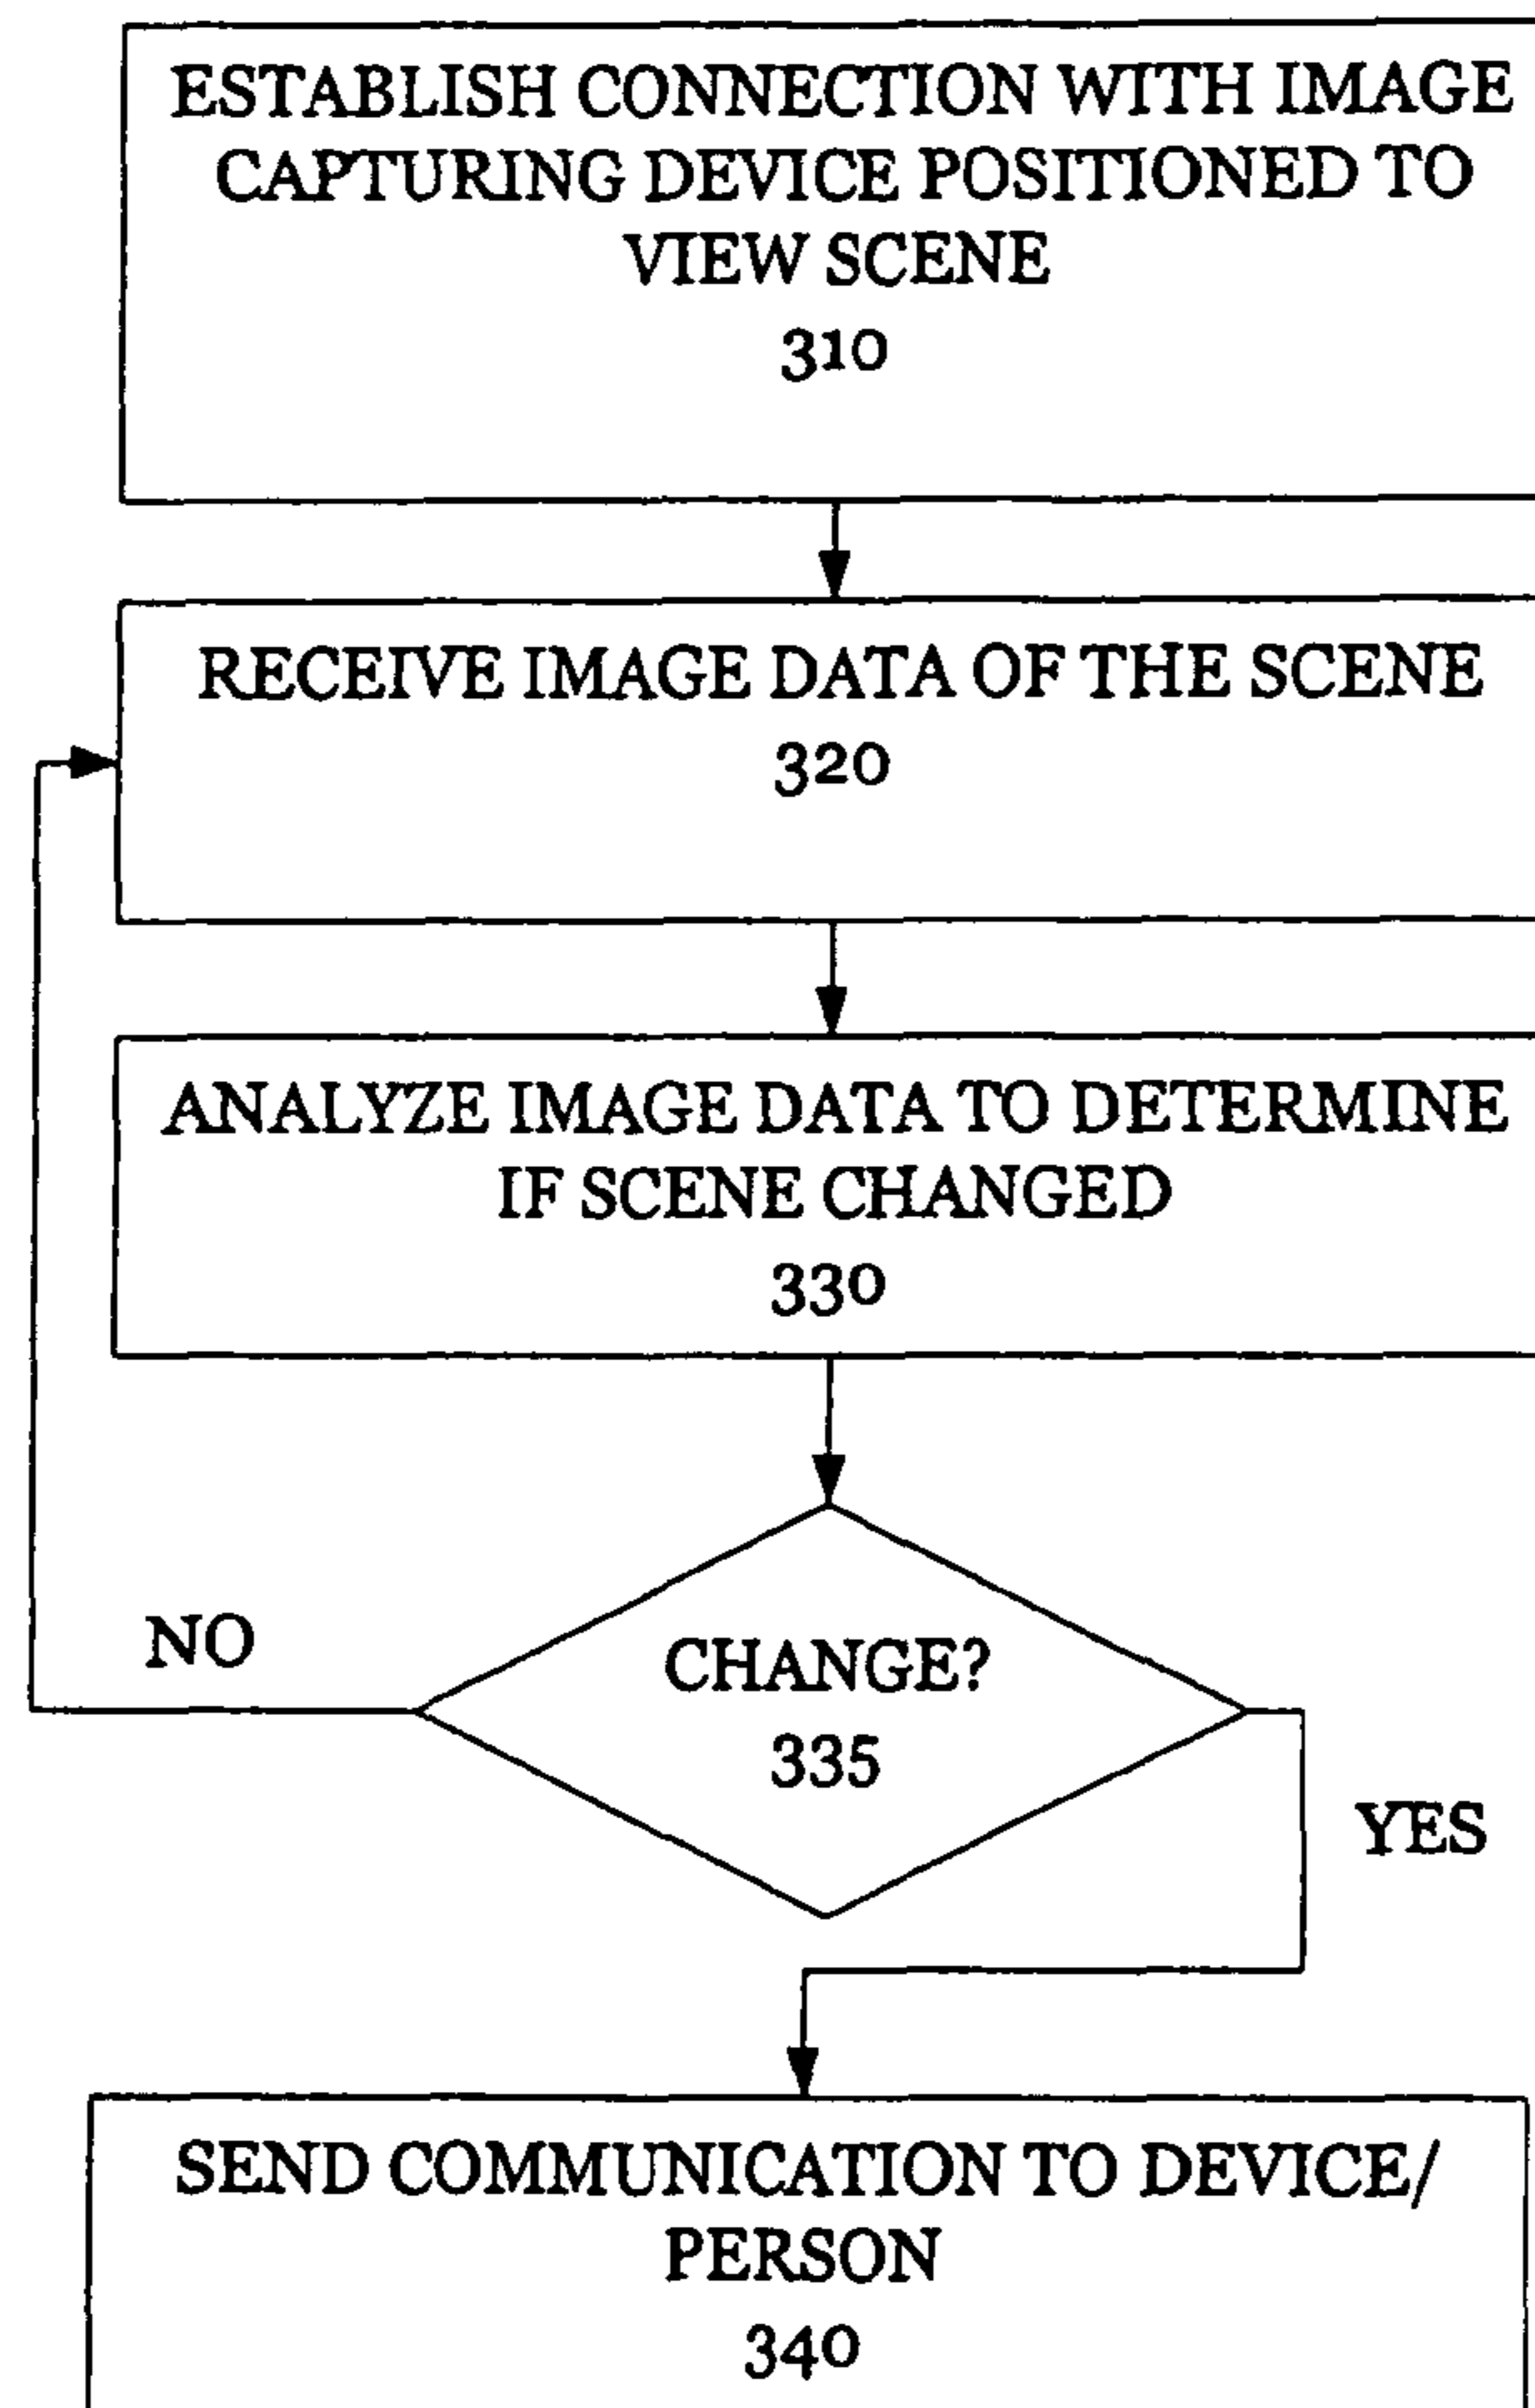 ESTABLISH CONNECTION WITH IMAGE
CAPTURING DEVICE POSITIONED TO
VIEW SCENE
310
RECEIVE IMAGE DATA OF THE SCENE
320
ANALYZE IMAGE DATA TO DETERMINE
IF SCENE CHANGED
330
NO
CHANGE?
335
YES
SEND COMMUNICATION TO DEVICE/
PERSON
340